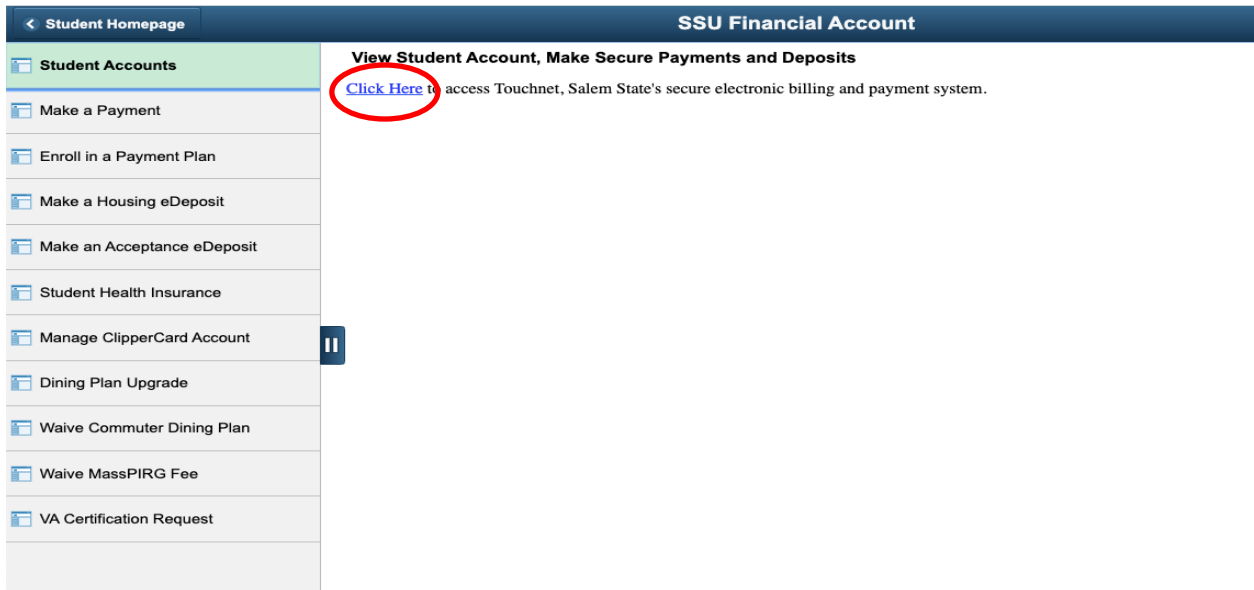 Student Homepage
SSU Financial Account
Student Accounts
Make a Payment
Enroll in a Payment Plan
Make a Housing eDeposit
Make an Acceptance eDeposit
Student Health Insurance
Manage ClipperCard Account
Dining Plan Upgrade
Waive Commuter Dining Plan
Waive MassPIRG Fee
VA Certification Request
View Student Account, Make Secure Payments and Deposits
Click Here to access Touchnet, Salem State's secure electronic billing and payment system.